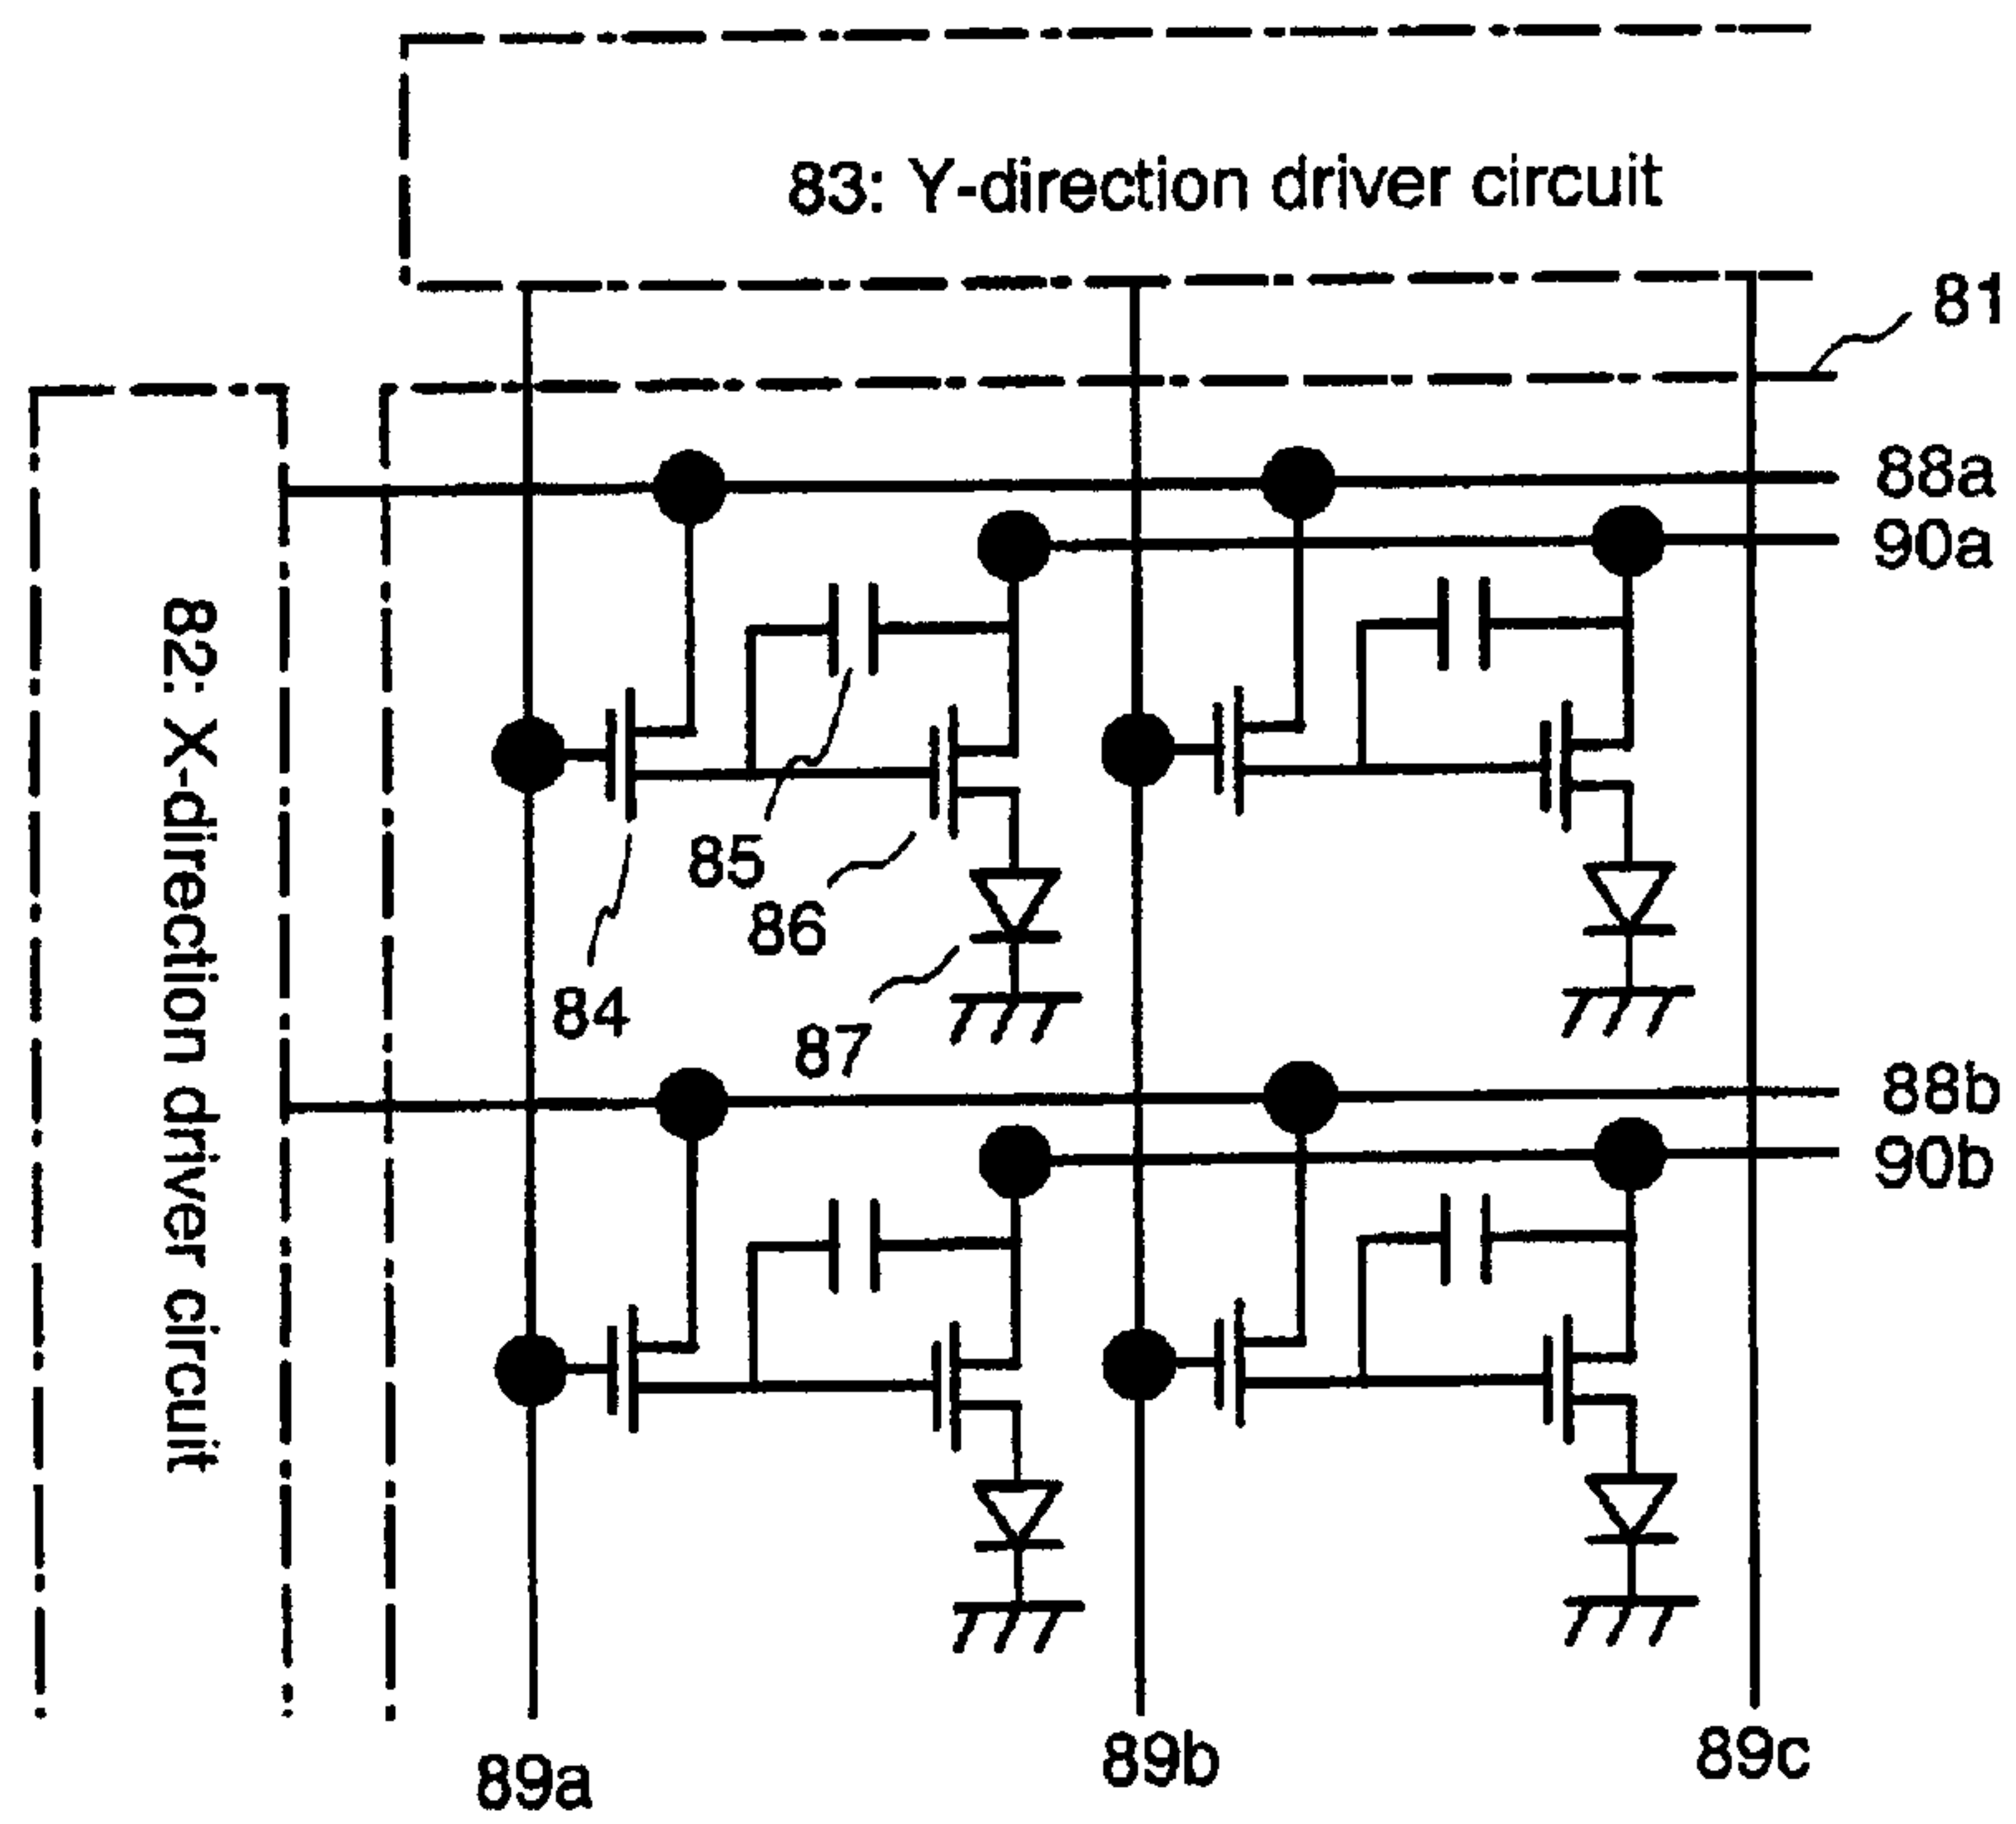 83: Y-direction driver circuit
81
88a
90a
82: X-direction driver circuit
85
86
84
87
88b
90b
89a
89b
89c